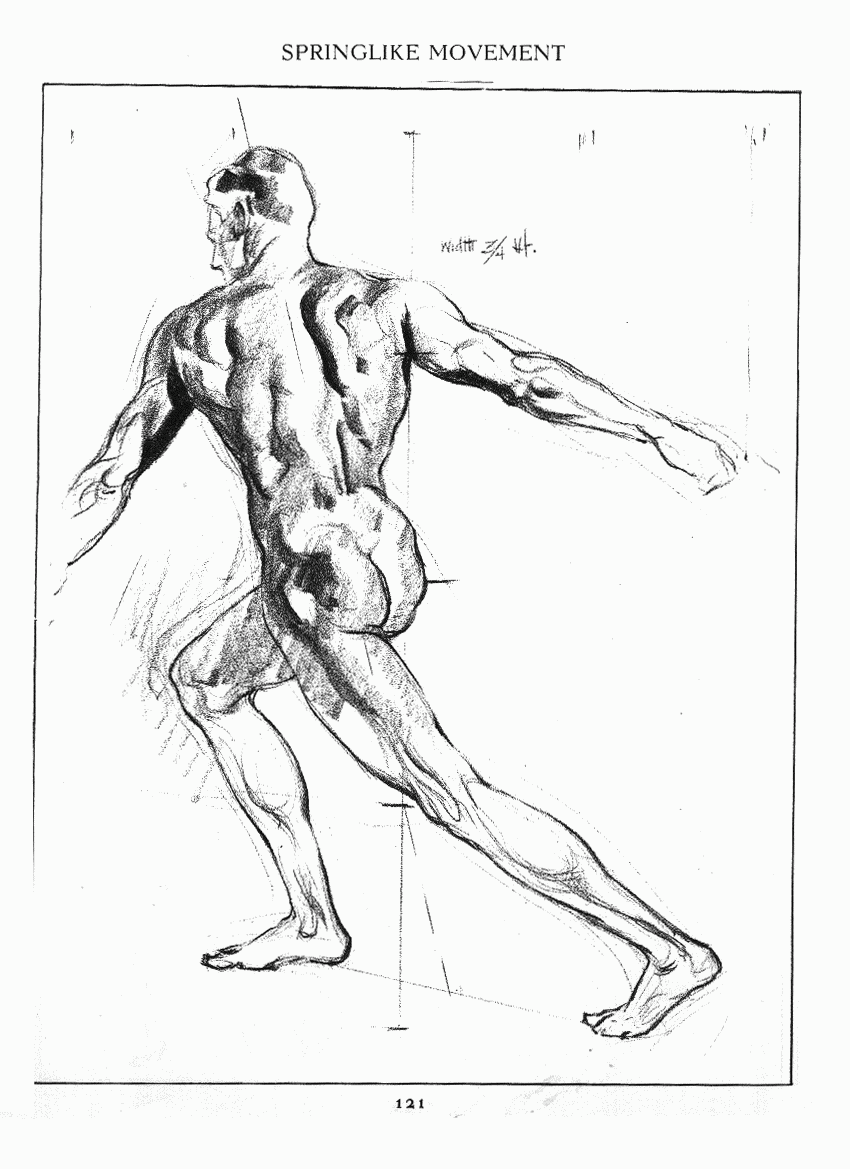 SPRINGLIKE MOVEMENT
Width 3/4 Ht.
121